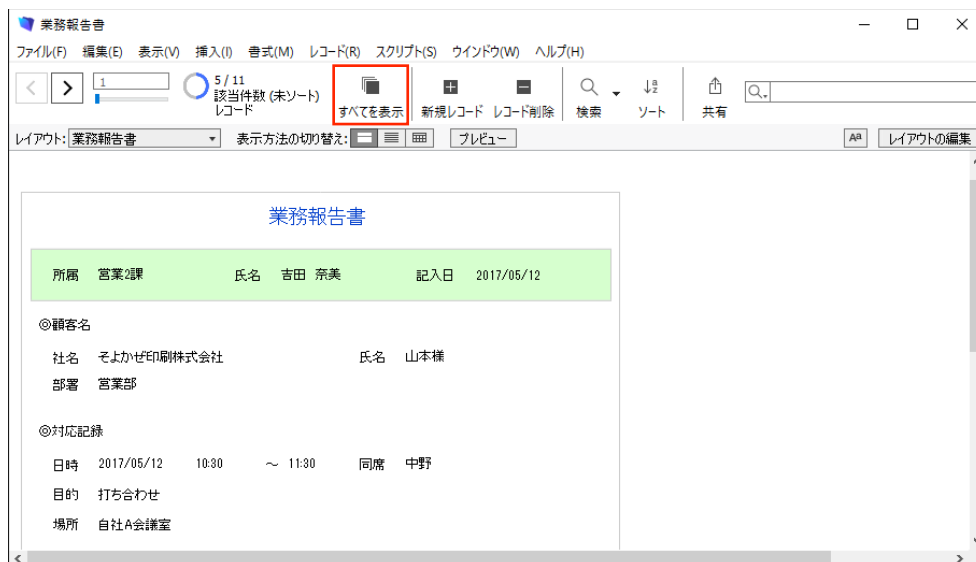 業務報告書
ファイル(F) 編集(E) 表示(V) 挿入(I) 書式(M) レコード(R) スクリプト(S) ウインドウ(W) ヘルプ(H)
1
5 / 11
該当件数 (未ソート)
レコード
すべてを表示 新規レコード レコード削除 検索 ソート 共有
レイアウト: 業務報告書 表示方法の切り替え: プレビュー Aa レイアウトの編集
業務報告書
所属 営業2課 氏名 吉田 奈美 記入日 2017/05/12
◎顧客名
社名 そよかぜ印刷株式会社 氏名 山本様
部署 営業部
◎対応記録
日時 2017/05/12 10:30 ～ 11:30 同席 中野
目的 打ち合わせ
場所 自社A会議室